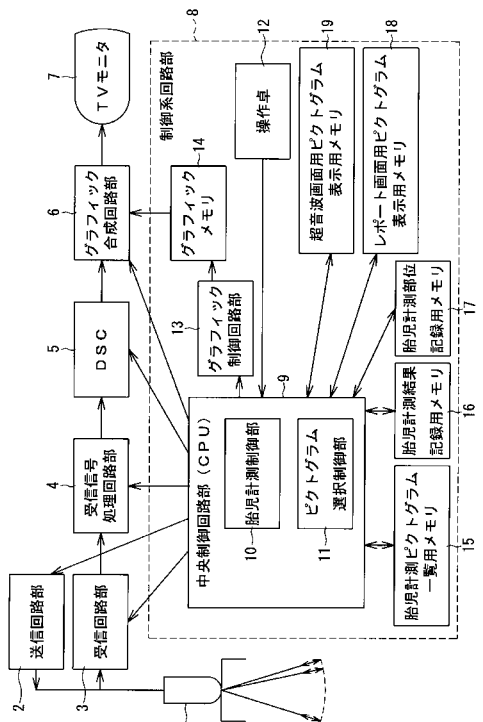 2
送信回路部
3
受信回路部
4
受信信号
処理回路部
5
DSC
6
グラフィック
合成回路部
7
TVモニタ
8
制御系回路部
9
中央制御回路部(CPU)
10
胎児計測制御部
11
ピクトグラム
選択制御部
12
操作卓
13
グラフィック
制御回路部
14
グラフィック
メモリ
15
胎児計測ピクトグラム
一覧用メモリ
16
胎児計測結果
記録用メモリ
17
胎児計測部位
記録用メモリ
18
レポート画面用ピクトグラム
表示用メモリ
19
超音波画面用ピクトグラム
表示用メモリ